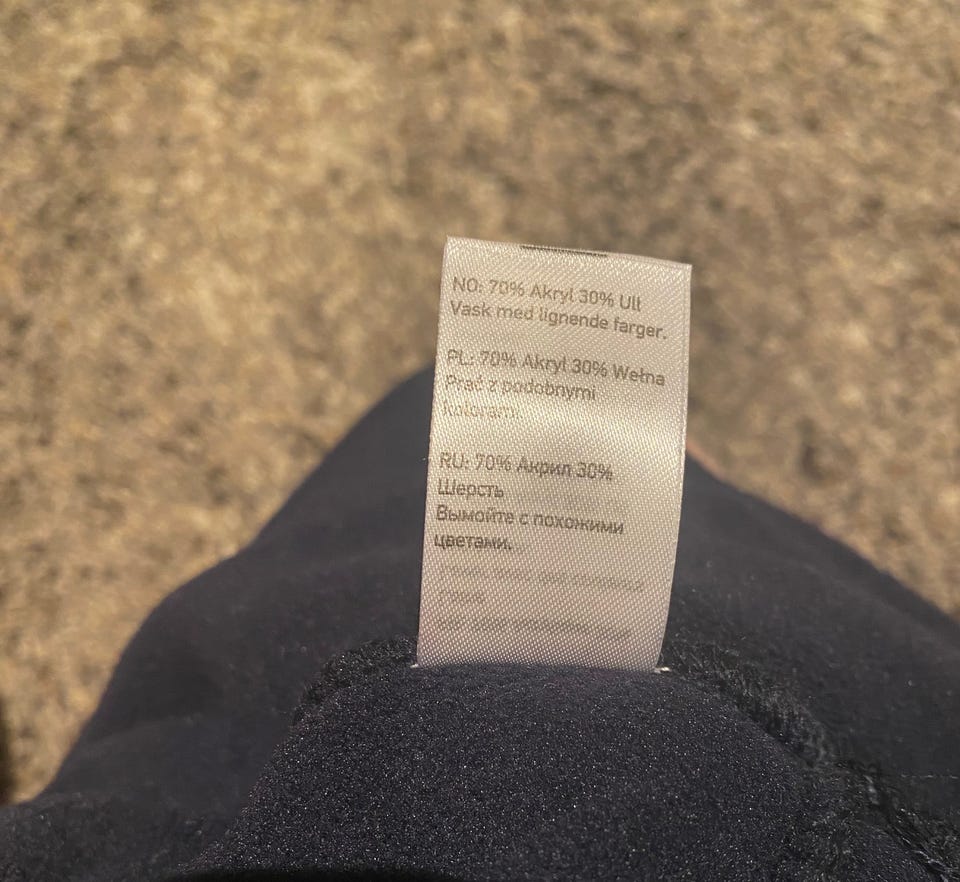 NO: 70% Akryl 30% Ull
Vask med lignende farger.
PL: 70% Akryl 30% Wełna
Prać z podobnymi
kolorami.
RU: 70% Акрил 30%
Шерсть
Вымойте с похожими
цветами.